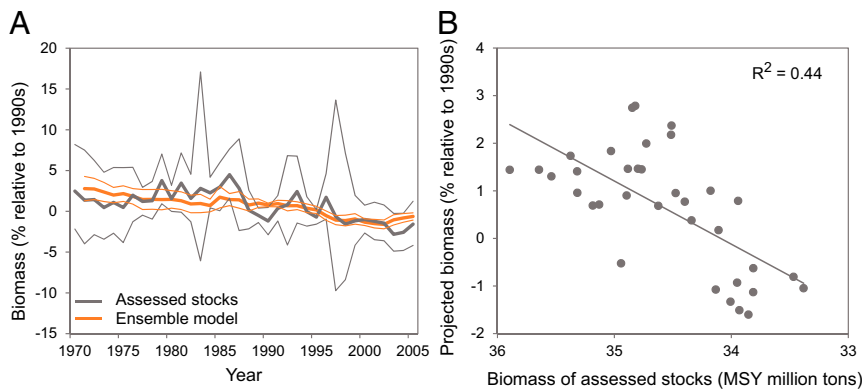 A
Biomass (% relative to 1990s)
20
15
10
5
0
-5
-10
-15
Assessed stocks
Ensemble model
1970 1975 1980 1985 1990 1995 2000 2005
Year
B
Projected biomass (% relative to 1990s)
4
3
2
1
0
-1
-2
R² = 0.44
36 35 34 33
Biomass of assessed stocks (MSY million tons)